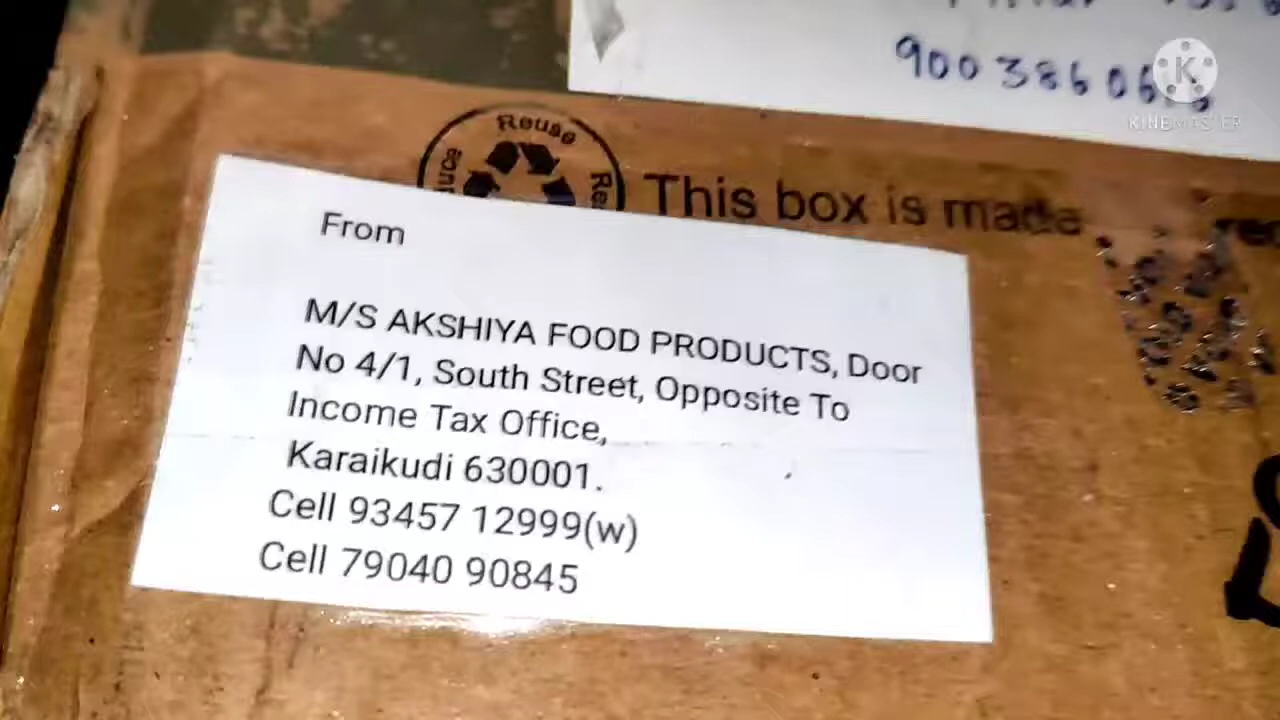 9003860
KINEMASTER
Reuse
This box is made
From
M/S AKSHIYA FOOD PRODUCTS, Door
No 4/1, South Street, Opposite To
Income Tax Office,
Karaikudi 630001.
Cell 93457 12999(w)
Cell 79040 90845